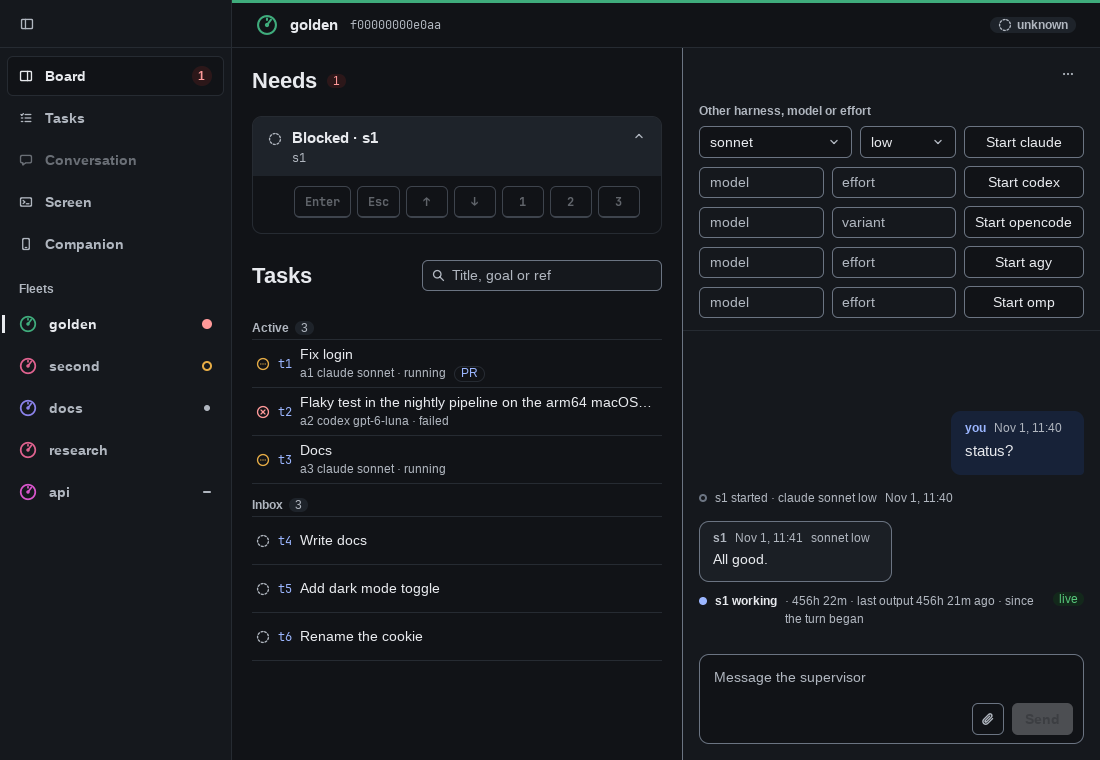 golden f00000000e0aa
unknown
Board 1
Tasks
Conversation
Screen
Companion
Fleets
golden
second
docs
research
api
Needs 1
Blocked · s1
s1
Enter Esc ↑ ↓ 1 2 3
Tasks
Title, goal or ref
Active 3
t1 Fix login
a1 claude sonnet · running PR
t2 Flaky test in the nightly pipeline on the arm64 macOS…
a2 codex gpt-6-luna · failed
t3 Docs
a3 claude sonnet · running
Inbox 3
t4 Write docs
t5 Add dark mode toggle
t6 Rename the cookie
Other harness, model or effort
sonnet low Start claude
model effort Start codex
model variant Start opencode
model effort Start agy
model effort Start omp
you Nov 1, 11:40
status?
s1 started · claude sonnet low Nov 1, 11:40
s1 Nov 1, 11:41 sonnet low
All good.
s1 working · 456h 22m · last output 456h 21m ago · since live
the turn began
Message the supervisor
Send